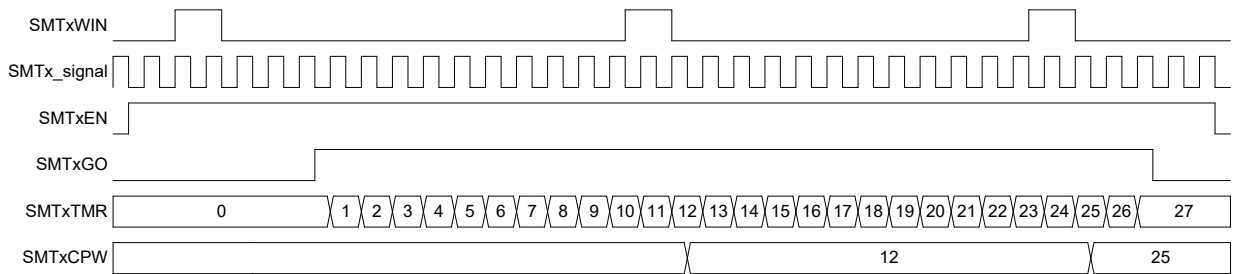 SMTxWIN
SMTx_signal
SMTxEN
SMTxGO
SMTxTMR 0 1 2 3 4 5 6 7 8 9 10 11 12 13 14 15 16 17 18 19 20 21 22 23 24 25 26 27
SMTxCPW 12 25